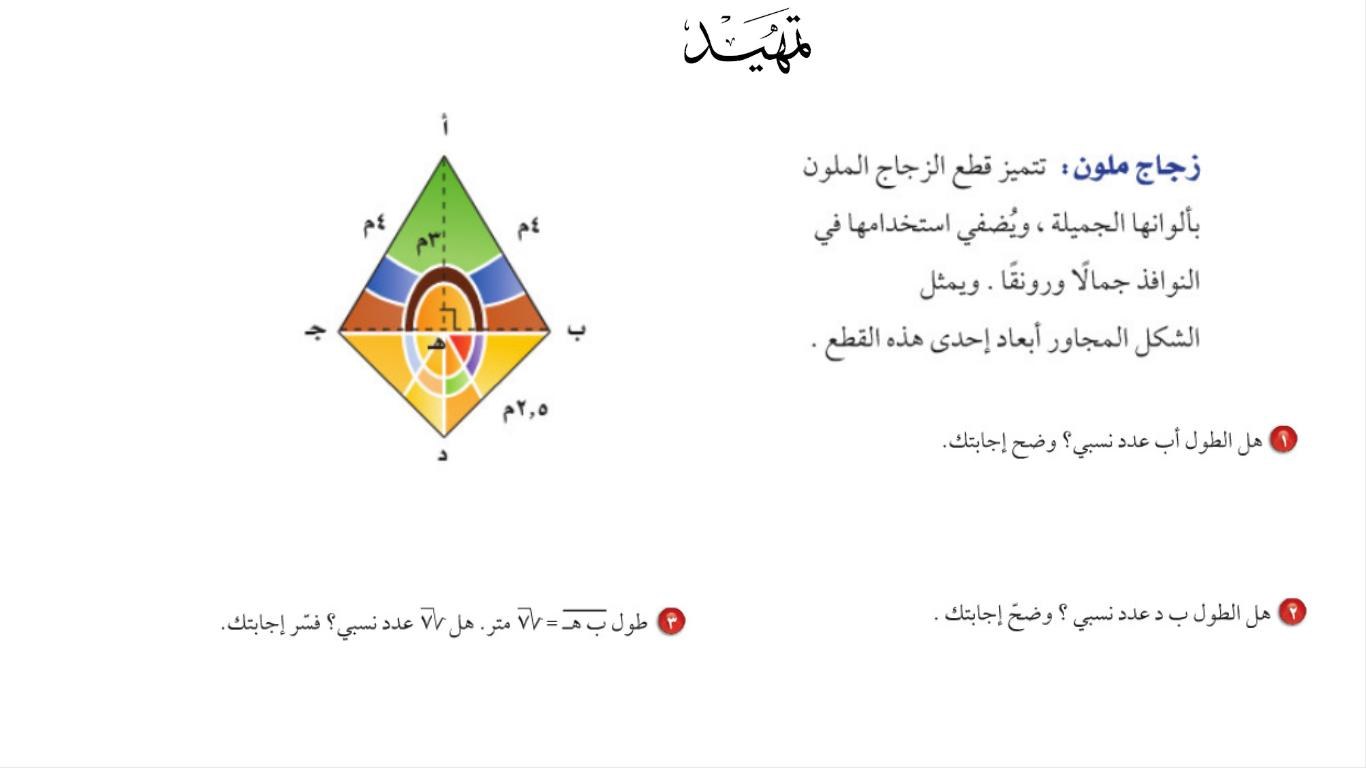 تمهيد
زجاج ملون: تتميز قطع الزجاج الملون
بألوانها الجميلة ، ويُضفي استخدامها في
النوافذ جمالًا ورونقًا . ويمثل
الشكل المجاور أبعاد إحدى هذه القطع .
أ
٤م
٤م
٣م
ب
جـ
هـ
٢,٥م
د
١ هل الطول أب عدد نسبي؟ وضح إجابتك.
٢ هل الطول ب د عدد نسبي ؟ وضحّ إجابتك .
٣ طول ب هـ = √٧ متر. هل √٧ عدد نسبي؟ فسّر إجابتك.